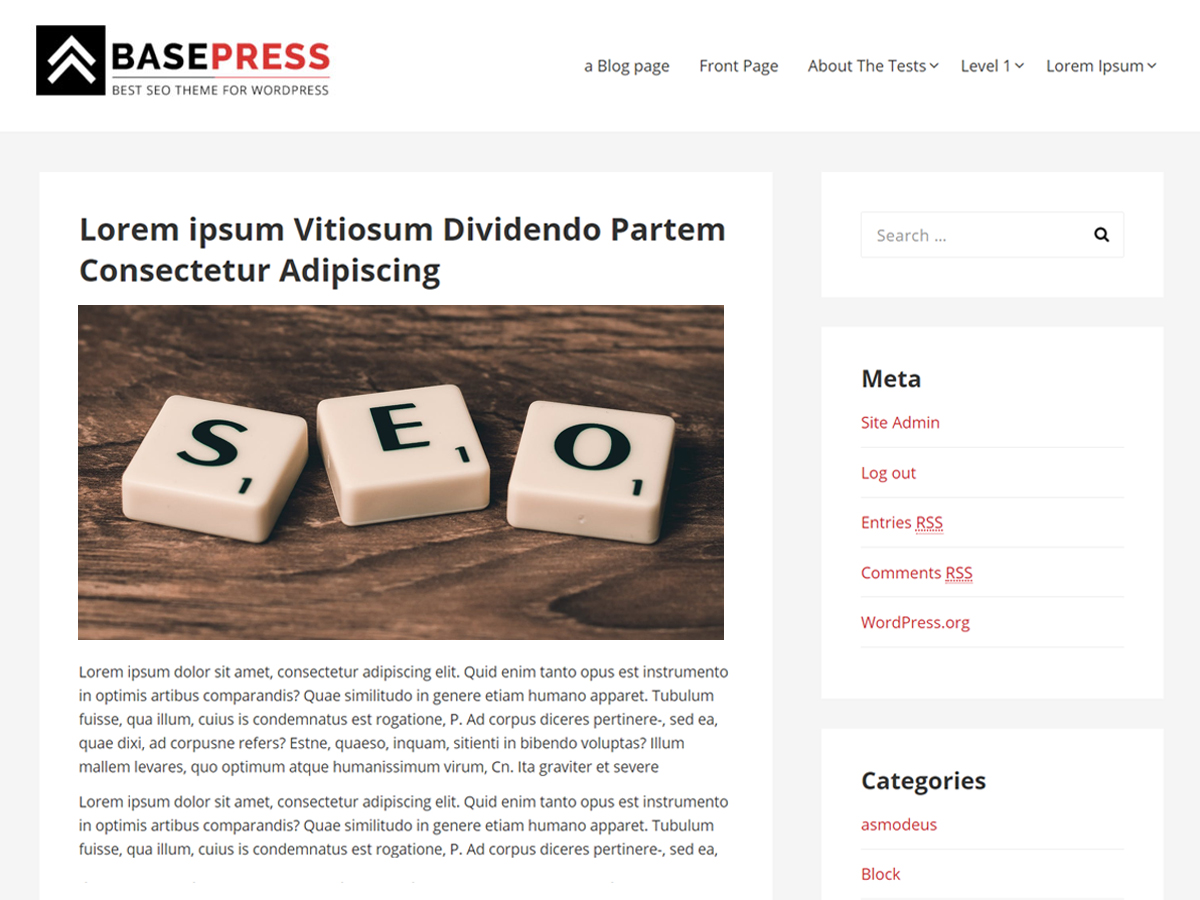 BASEPRESS
BEST SEO THEME FOR WORDPRESS
a Blog page
Front Page
About The Tests
Level 1
Lorem Ipsum
Lorem ipsum Vitiosum Dividendo Partem
Consectetur Adipiscing
S 1
E 1
O 1
Lorem ipsum dolor sit amet, consectetur adipiscing elit. Quid enim tanto opus est instrumento
in optimis artibus comparandis? Quae similitudo in genere etiam humano apparet. Tubulum
fuisse, qua illum, cuius is condemnatus est rogatione, P. Ad corpus diceres pertinere-, sed ea,
quae dixi, ad corpusne refers? Estne, quaeso, inquam, sitienti in bibendo voluptas? Illum
mallem levares, quo optimum atque humanissimum virum, Cn. Ita graviter et severe
Lorem ipsum dolor sit amet, consectetur adipiscing elit. Quid enim tanto opus est instrumento
in optimis artibus comparandis? Quae similitudo in genere etiam humano apparet. Tubulum
fuisse, qua illum, cuius is condemnatus est rogatione, P. Ad corpus diceres pertinere-, sed ea,
Search ...
Meta
Site Admin
Log out
Entries RSS
Comments RSS
WordPress.org
Categories
asmodeus
Block